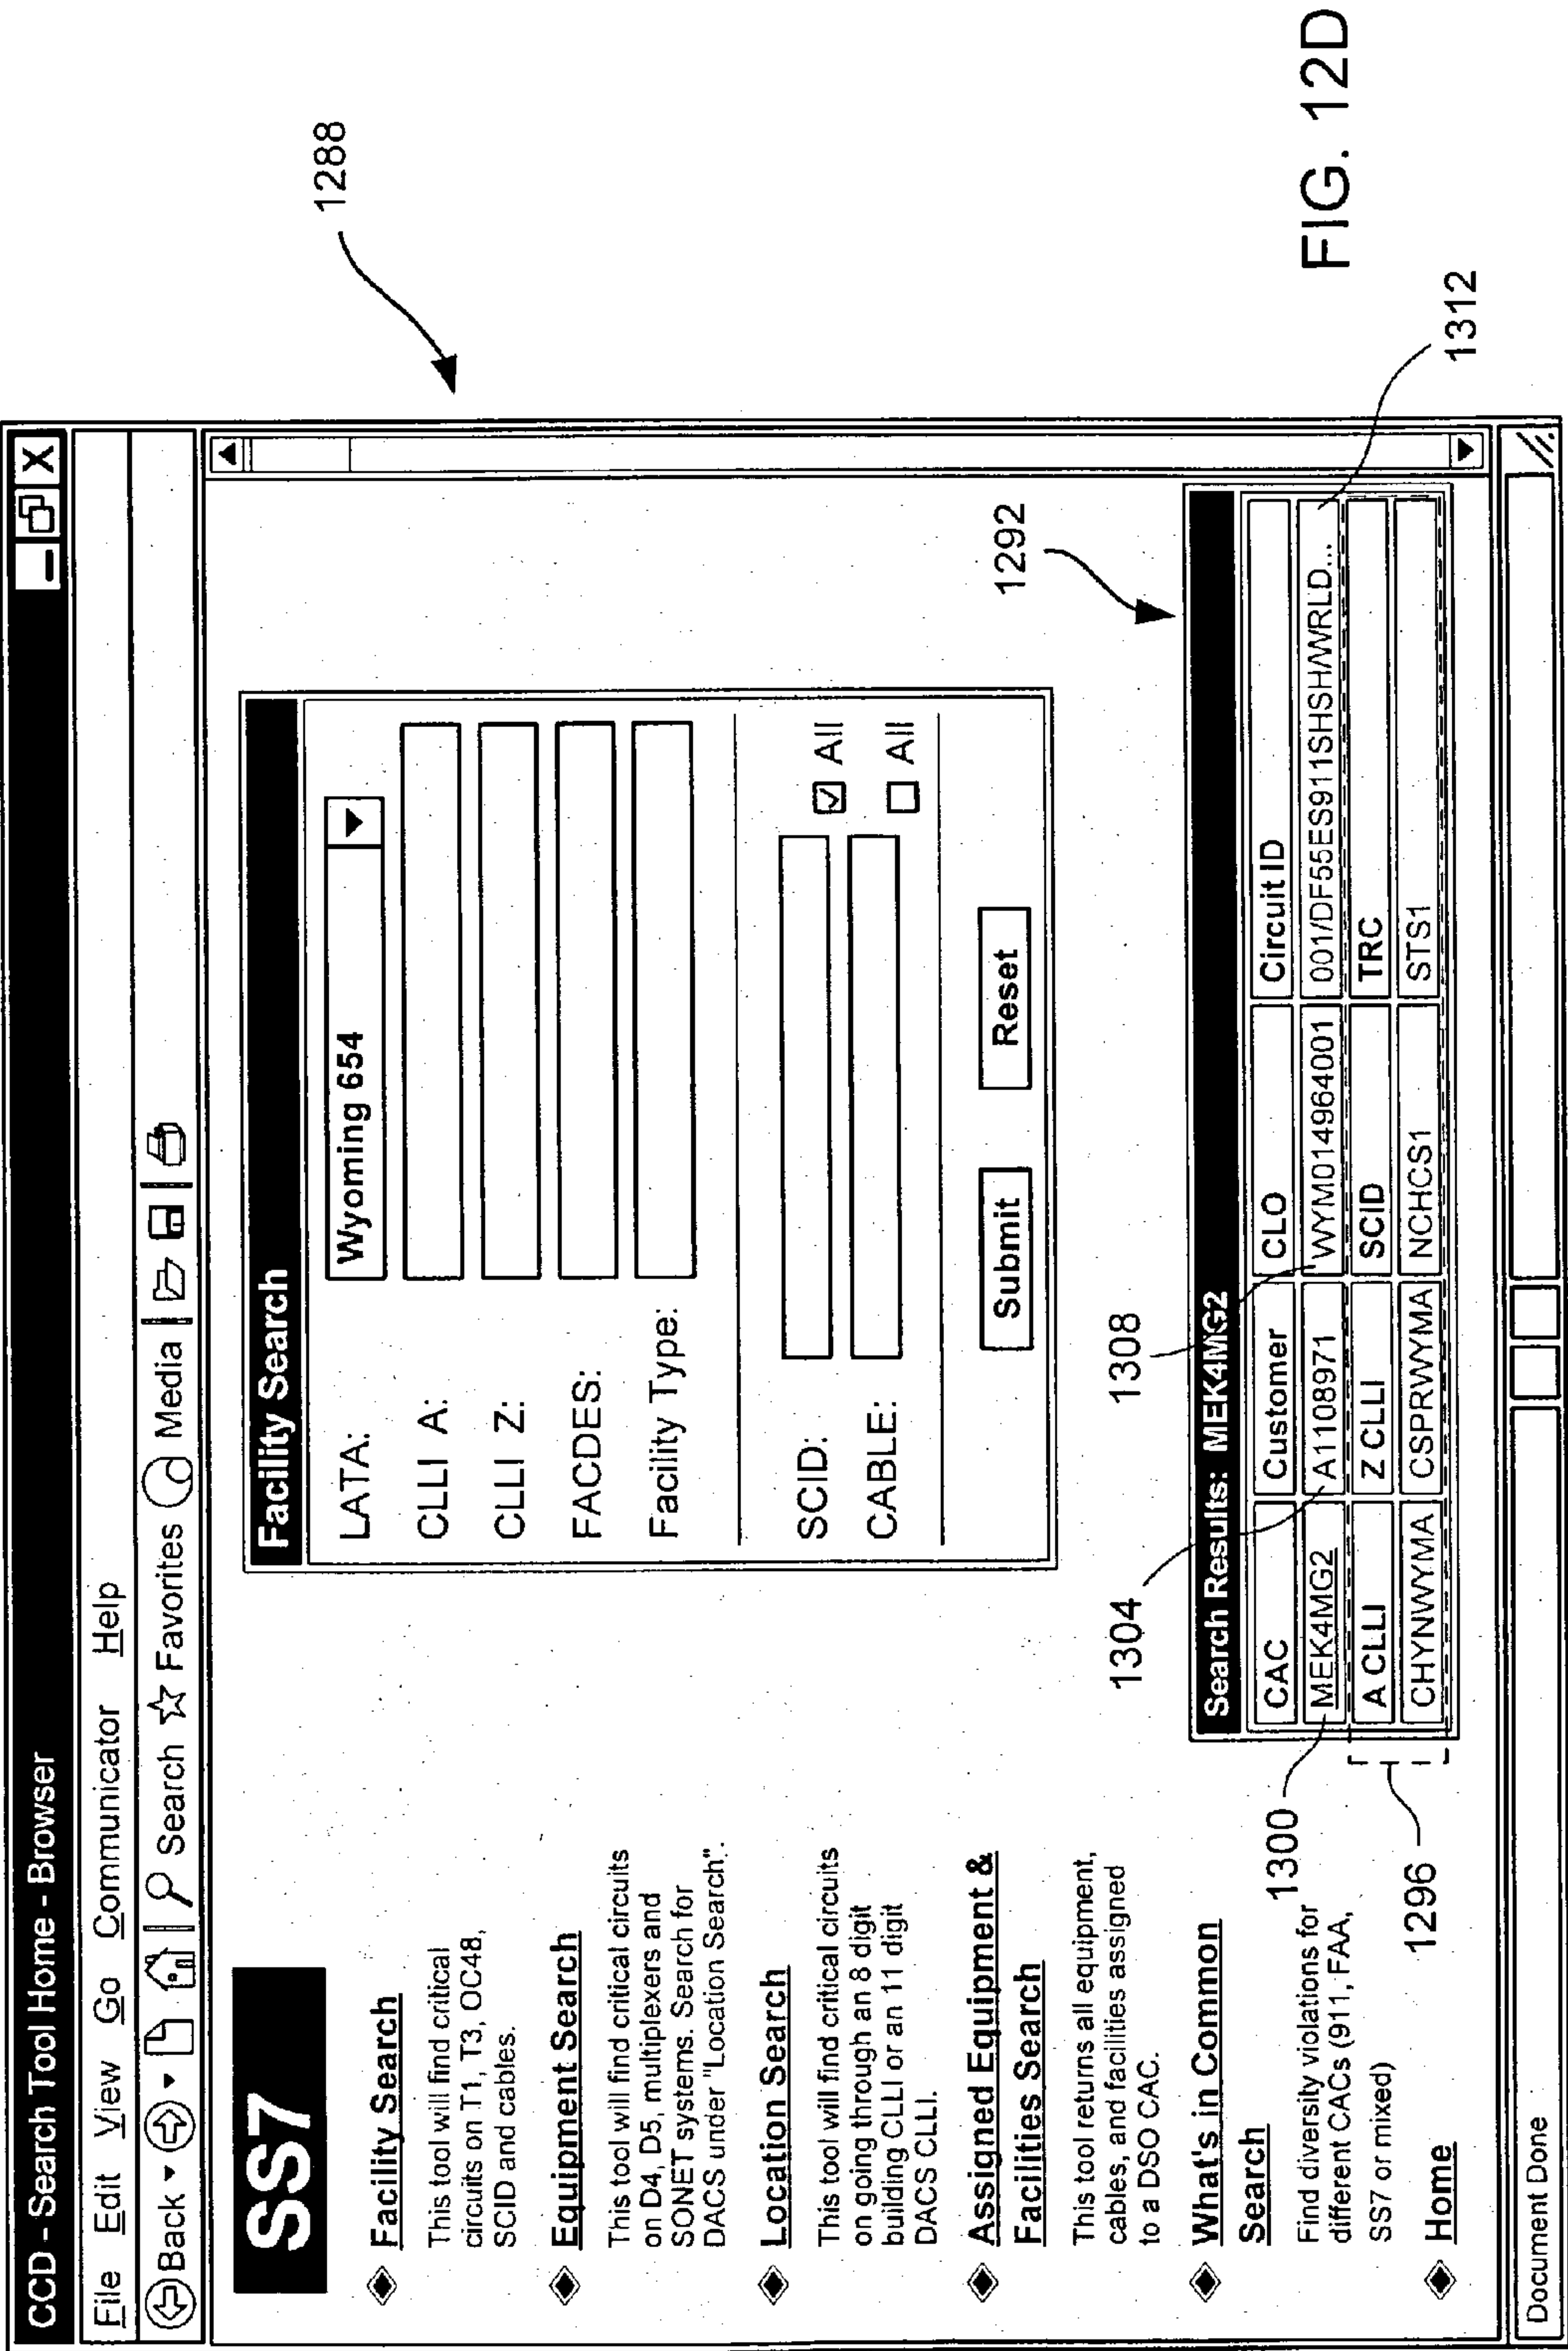 CCD - Search Tool Home - Browser
File Edit View Go Communicator Help
Back Search Favorites Media
SS7
Facility Search
This tool will find critical
circuits on T1, T3, OC48,
SCID and cables.
Equipment Search
This tool will find critical circuits
on D4, D5, multiplexers and
SONET systems. Search for
DACS under "Location Search".
Location Search
This tool will find critical circuits
on going through an 8 digit
building CLLI or an 11 digit
DACS CLLI.
Assigned Equipment &
Facilities Search
This tool returns all equipment,
cables, and facilities assigned
to a DSO CAC.
What's in Common
Search
Find diversity violations for
different CACs (911, FAA,
SS7 or mixed)
Home
Facility Search
LATA: Wyoming 654
CLLI A:
CLLI Z:
FACDES:
Facility Type:
SCID: All
CABLE: All
Submit Reset
Search Results: MEK4MG2
CAC Customer CLO Circuit ID
MEK4MG2 A1108971 WYM014964001 001/DF55ES911SHSH/WRLD...
A CLLI Z CLLI SCID TRC
CHYNWYMA CSPRWYMA NCHCS1 STS1
Document Done
1288
1292
1296
1300
1304
1308
1312
FIG. 12D